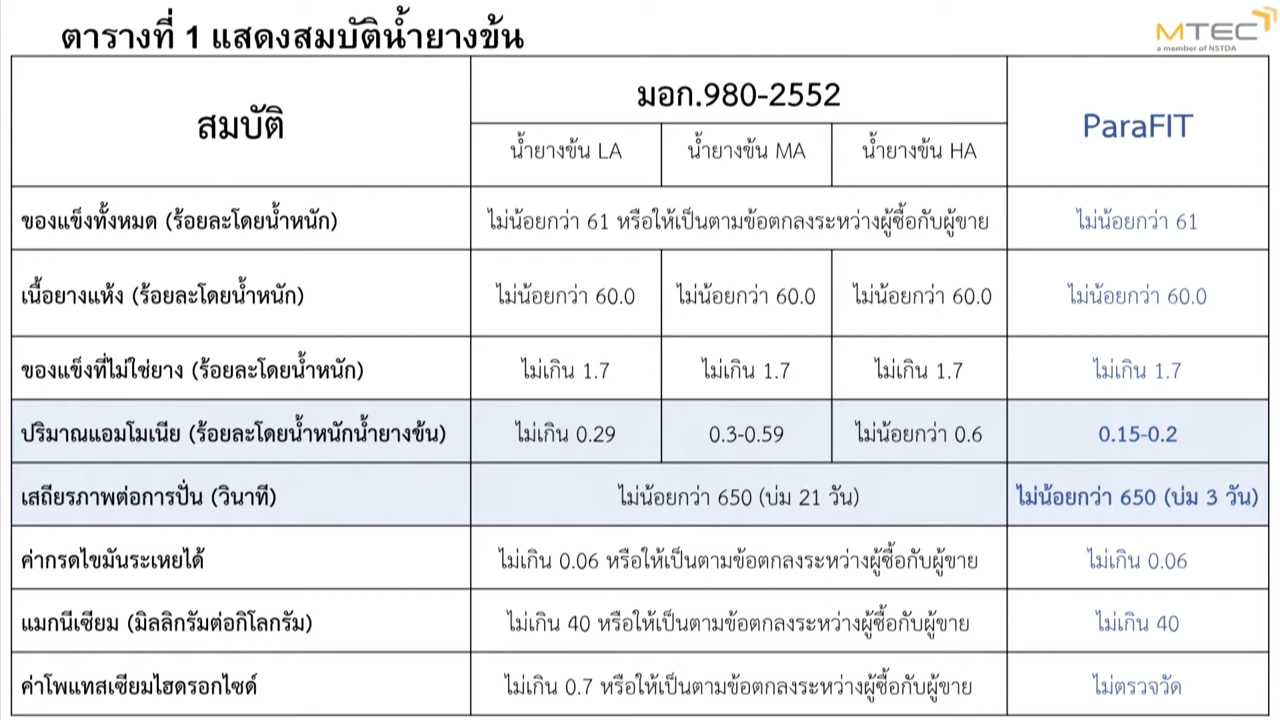 ตารางที่ 1 แสดงสมบัติน้ำยางข้น
MTEC
a member of NSTDA
สมบัติ
มอก.980-2552
ParaFIT
น้ำยางข้น LA
น้ำยางข้น MA
น้ำยางข้น HA
ของแข็งทั้งหมด (ร้อยละโดยน้ำหนัก)
ไม่น้อยกว่า 61 หรือให้เป็นตามข้อตกลงระหว่างผู้ซื้อกับผู้ขาย
ไม่น้อยกว่า 61
เนื้อยางแห้ง (ร้อยละโดยน้ำหนัก)
ไม่น้อยกว่า 60.0
ไม่น้อยกว่า 60.0
ไม่น้อยกว่า 60.0
ไม่น้อยกว่า 60.0
ของแข็งที่ไม่ใช่ยาง (ร้อยละโดยน้ำหนัก)
ไม่เกิน 1.7
ไม่เกิน 1.7
ไม่เกิน 1.7
ไม่เกิน 1.7
ปริมาณแอมโมเนีย (ร้อยละโดยน้ำหนักน้ำยางข้น)
ไม่เกิน 0.29
0.3-0.59
ไม่น้อยกว่า 0.6
0.15-0.2
เสถียรภาพต่อการปั่น (วินาที)
ไม่น้อยกว่า 650 (บ่ม 21 วัน)
ไม่น้อยกว่า 650 (บ่ม 3 วัน)
ค่ากรดไขมันระเหยได้
ไม่เกิน 0.06 หรือให้เป็นตามข้อตกลงระหว่างผู้ซื้อกับผู้ขาย
ไม่เกิน 0.06
แมกนีเซียม (มิลลิกรัมต่อกิโลกรัม)
ไม่เกิน 40 หรือให้เป็นตามข้อตกลงระหว่างผู้ซื้อกับผู้ขาย
ไม่เกิน 40
ค่าโพแทสเซียมไฮดรอกไซด์
ไม่เกิน 0.7 หรือให้เป็นตามข้อตกลงระหว่างผู้ซื้อกับผู้ขาย
ไม่ตรวจวัด